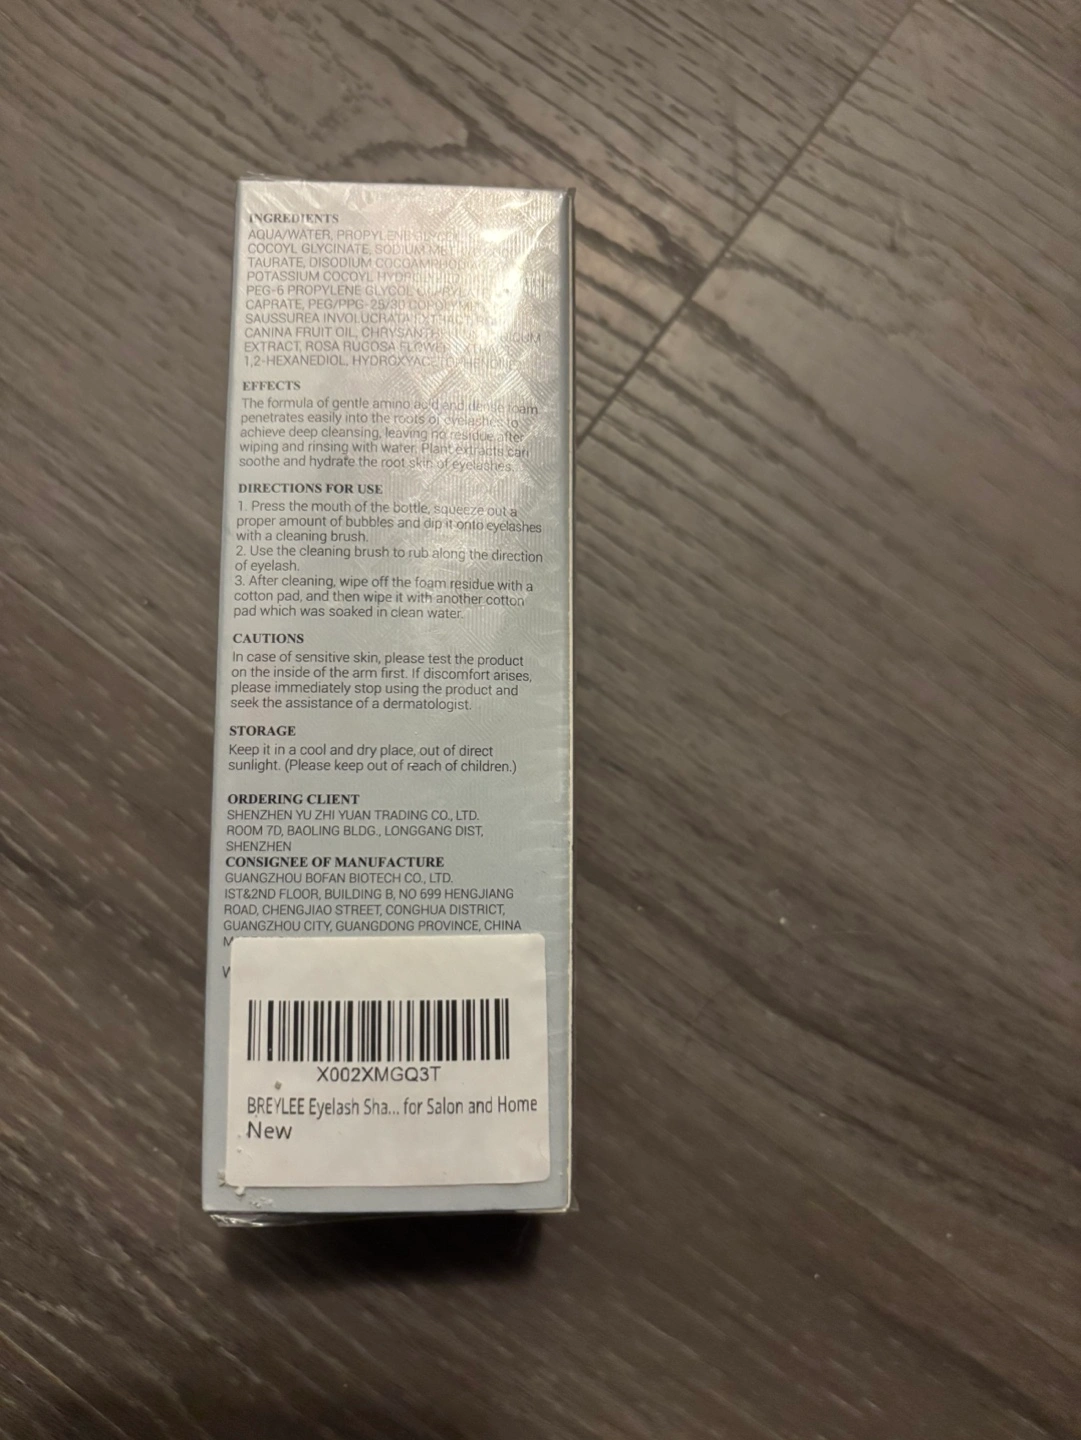 INGREDIENTS
AQUA/WATER, PROPYLENE GLYCOL
COCOYL GLYCINATE, SODIUM
TAURATE, DISODIUM
POTASSIUM COCOYL
PEG-6 PROPYLENE GLYCOL
CAPRATE, PEG/PPG-
SAUSSUREA INVOLUCRATA EXTRACT,
CANINA FRUIT OIL,
EXTRACT, ROSA RUGOSA FLOWER
1,2-HEXANEDIOL, HYDROXYACETOPHENONE
EFFECTS
The formula of gentle amino acid and dense foam
penetrates easily into the roots of eyelashes to
achieve deep cleansing, leaving no residue after
wiping and rinsing with water. Plant extracts can
soothe and hydrate the root skin of eyelashes.
DIRECTIONS FOR USE
1. Press the mouth of the bottle, squeeze out a
proper amount of bubbles and dip it onto eyelashes
with a cleaning brush.
2. Use the cleaning brush to rub along the direction
of eyelash.
3. After cleaning, wipe off the foam residue with a
cotton pad, and then wipe it with another cotton
pad which was soaked in clean water.
CAUTIONS
In case of sensitive skin, please test the product
on the inside of the arm first. If discomfort arises,
please immediately stop using the product and
seek the assistance of a dermatologist.
STORAGE
Keep it in a cool and dry place, out of direct
sunlight. (Please keep out of reach of children.)
ORDERING CLIENT
SHENZHEN YU ZHI YUAN TRADING CO., LTD.
ROOM 7D, BAOLING BLDG., LONGGANG DIST,
SHENZHEN
CONSIGNEE OF MANUFACTURE
GUANGZHOU BOFAN BIOTECH CO., LTD.
IST&2ND FLOOR, BUILDING B, NO 699 HENGJIANG
ROAD, CHENGJIAO STREET, CONGHUA DISTRICT,
GUANGZHOU CITY, GUANGDONG PROVINCE, CHINA
X002XMGQ3T
BREYLEE Eyelash Sha... for Salon and Home
New